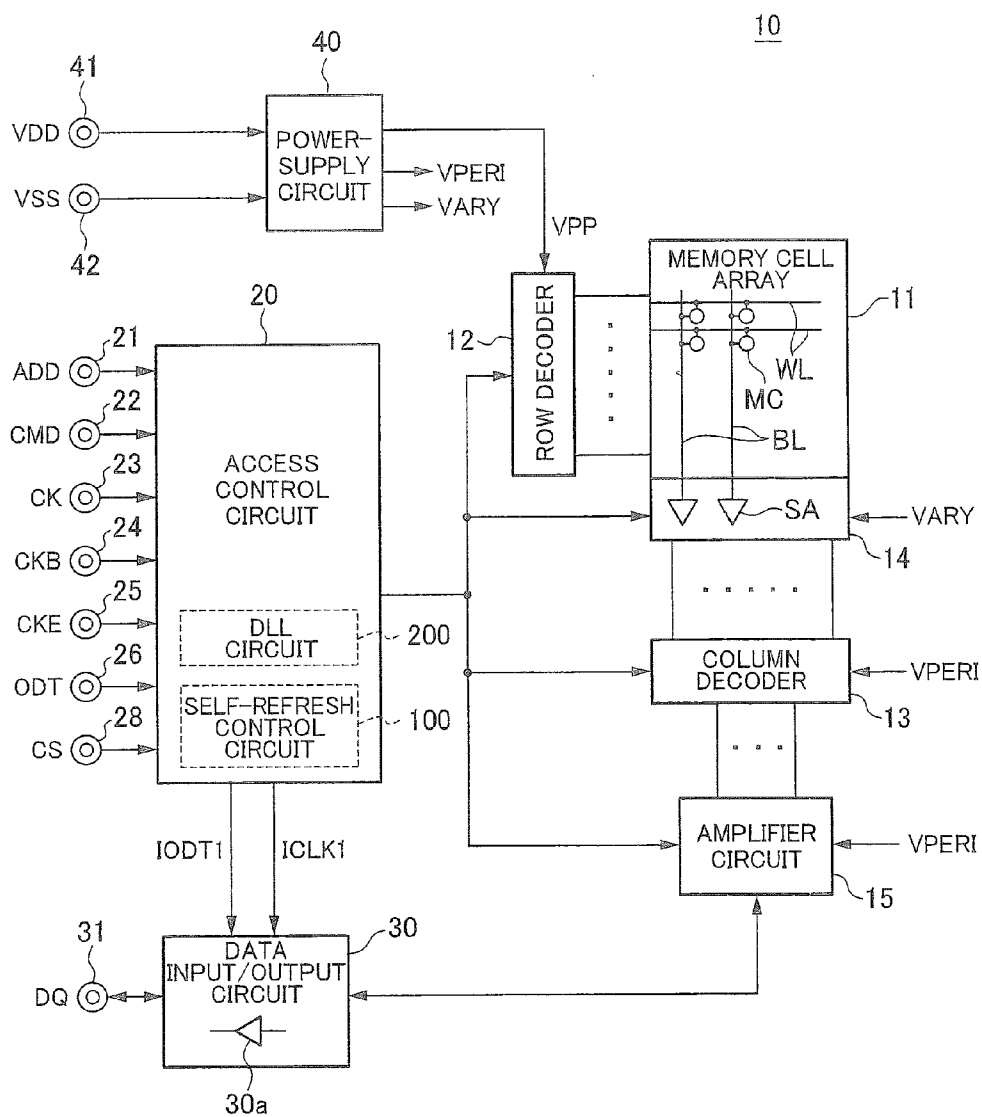 10
40
41
VDD
POWER-
SUPPLY
CIRCUIT
VPERI
VSS
VARY
42
VPP
MEMORY CELL
ARRAY
11
12
ROW DECODER
WL
MC
BL
20
21
ADD
22
CMD
23
CK
24
CKB
25
CKE
26
ODT
28
CS
ACCESS
CONTROL
CIRCUIT
DLL
CIRCUIT
200
SELF-REFRESH
CONTROL
CIRCUIT
100
SA
VARY
14
COLUMN
DECODER
VPERI
13
AMPLIFIER
CIRCUIT
VPERI
15
IODT1
ICLK1
31
30
DQ
DATA
INPUT/OUTPUT
CIRCUIT
30a